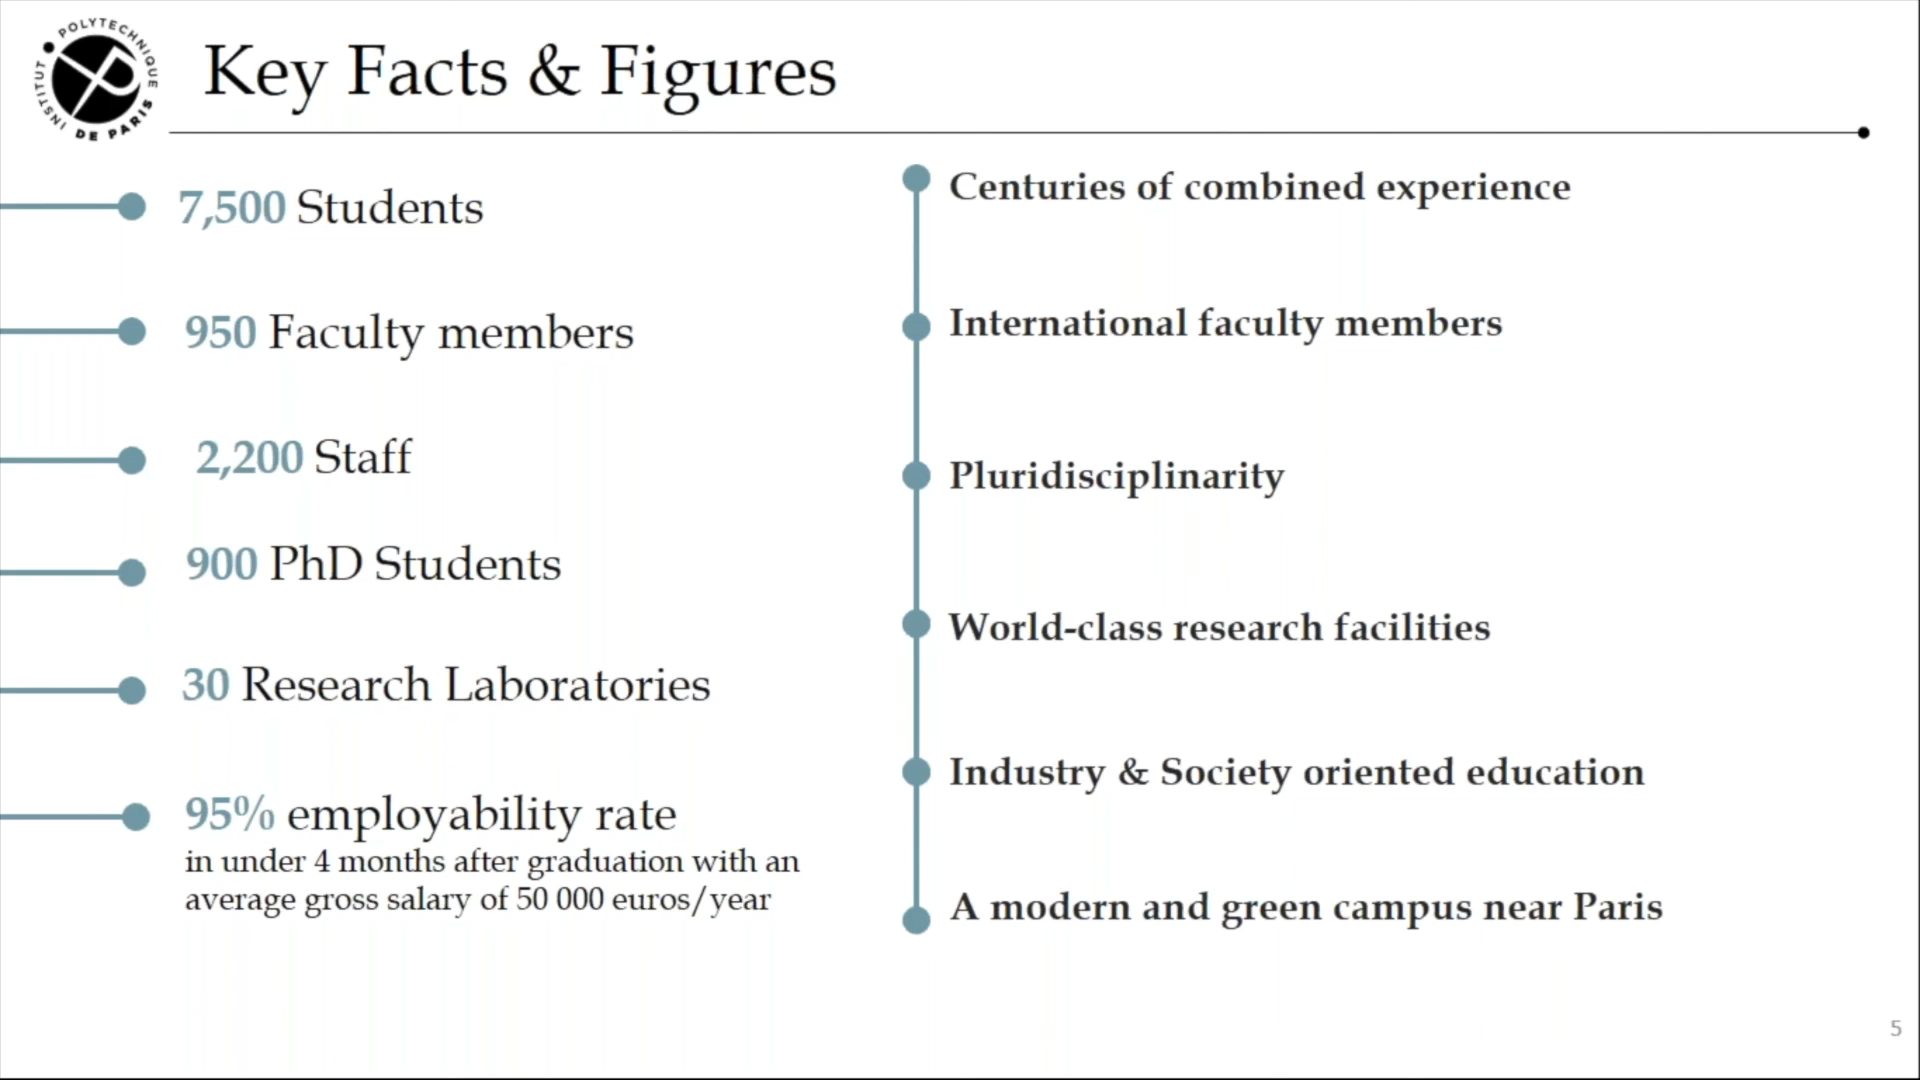 INSTITUT POLYTECHNIQUE DE PARIS
Key Facts & Figures
7,500 Students
950 Faculty members
2,200 Staff
900 PhD Students
30 Research Laboratories
95% employability rate
in under 4 months after graduation with an
average gross salary of 50 000 euros/year
Centuries of combined experience
International faculty members
Pluridisciplinarity
World-class research facilities
Industry & Society oriented education
A modern and green campus near Paris
5